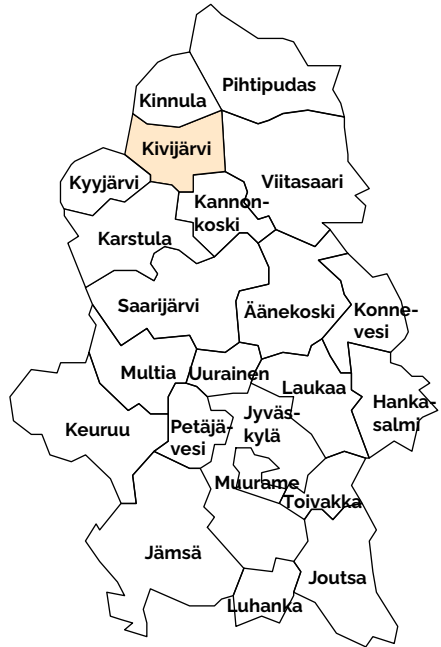 Pihtipudas
Kinnula
Kivijärvi
Kyyjärvi
Viitasaari
Kannon-
koski
Karstula
Saarijärvi
Äänekoski
Konne-
vesi
Multia
Uurainen
Laukaa
Hanka-
salmi
Keuruu
Petäjä-
vesi
Jyväs-
kylä
Muurame
Toivakka
Jämsä
Joutsa
Luhanka